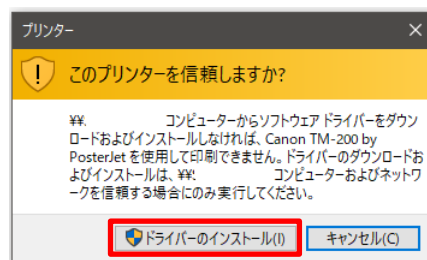 プリンター
このプリンターを信頼しますか?
¥¥. コンピューターからソフトウェア ドライバーをダウン
ロードおよびインストールしなければ、Canon TM-200 by
PosterJet を使用して印刷できません。ドライバーのダウンロードお
よびインストールは、¥¥. コンピューターおよびネットワ
ークを信頼する場合にのみ実行してください。
ドライバーのインストール(I)
キャンセル(C)